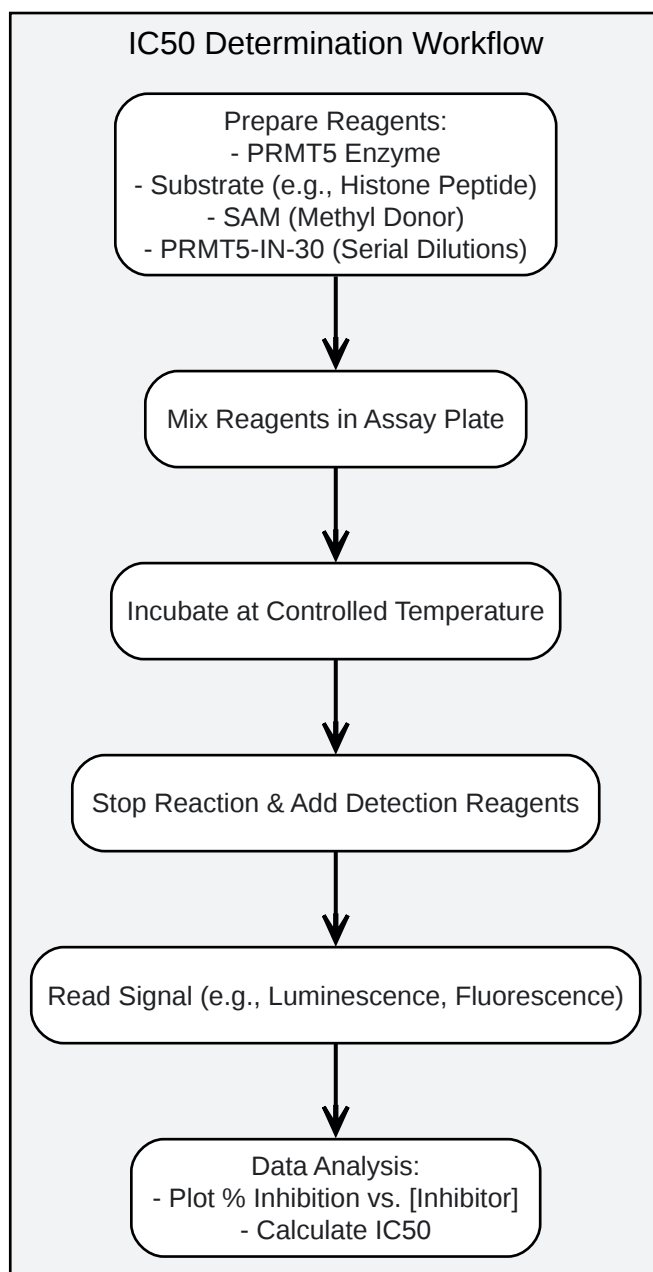 IC50 Determination Workflow
Prepare Reagents:
- PRMT5 Enzyme
- Substrate (e.g., Histone Peptide)
- SAM (Methyl Donor)
- PRMT5-IN-30 (Serial Dilutions)
Mix Reagents in Assay Plate
Incubate at Controlled Temperature
Stop Reaction & Add Detection Reagents
Read Signal (e.g., Luminescence, Fluorescence)
Data Analysis:
- Plot % Inhibition vs. [Inhibitor]
- Calculate IC50